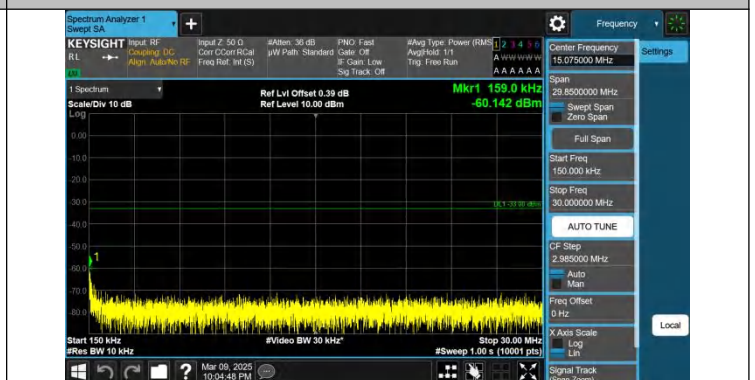 Spectrum Analyzer 1
Swept SA
Frequency
KEYSIGHT
Input: RF
Coupling: DC
Align: Auto/No RF
Input Z: 50 Ω
Corr CCorr RCal
Freq Ref: Int (S)
#Atten: 36 dB
µW Path: Standard
PNO: Fast
Gate: Off
IF Gain: Low
Sig Track: Off
#Avg Type: Power (RMS)
Avg|Hold: 1/1
Trig: Free Run
1 2 3 4 5 6
A W W W W W
A A A A A A
RL
1 Spectrum
Scale/Div 10 dB
Log
Ref Lvl Offset 0.39 dB
Ref Level 10.00 dBm
Mkr1 159.0 kHz
-60.142 dBm
0.00
-10.0
-20.0
-30.0
-40.0
-50.0
-60.0
-70.0
-80.0
1
Start 150 kHz
#Res BW 10 kHz
#Video BW 30 kHz*
Stop 30.00 MHz
#Sweep 1.00 s (10001 pts)
Mar 09, 2025
10:04:48 PM
Center Frequency
15.075000 MHz
Settings
Span
29.8500000 MHz
Swept Span
Zero Span
Full Span
Start Freq
150.000 kHz
Stop Freq
30.000000 MHz
AUTO TUNE
CF Step
2.985000 MHz
Auto
Man
Freq Offset
0 Hz
X Axis Scale
Log
Lin
Local
Signal Track
(Span Zoom)